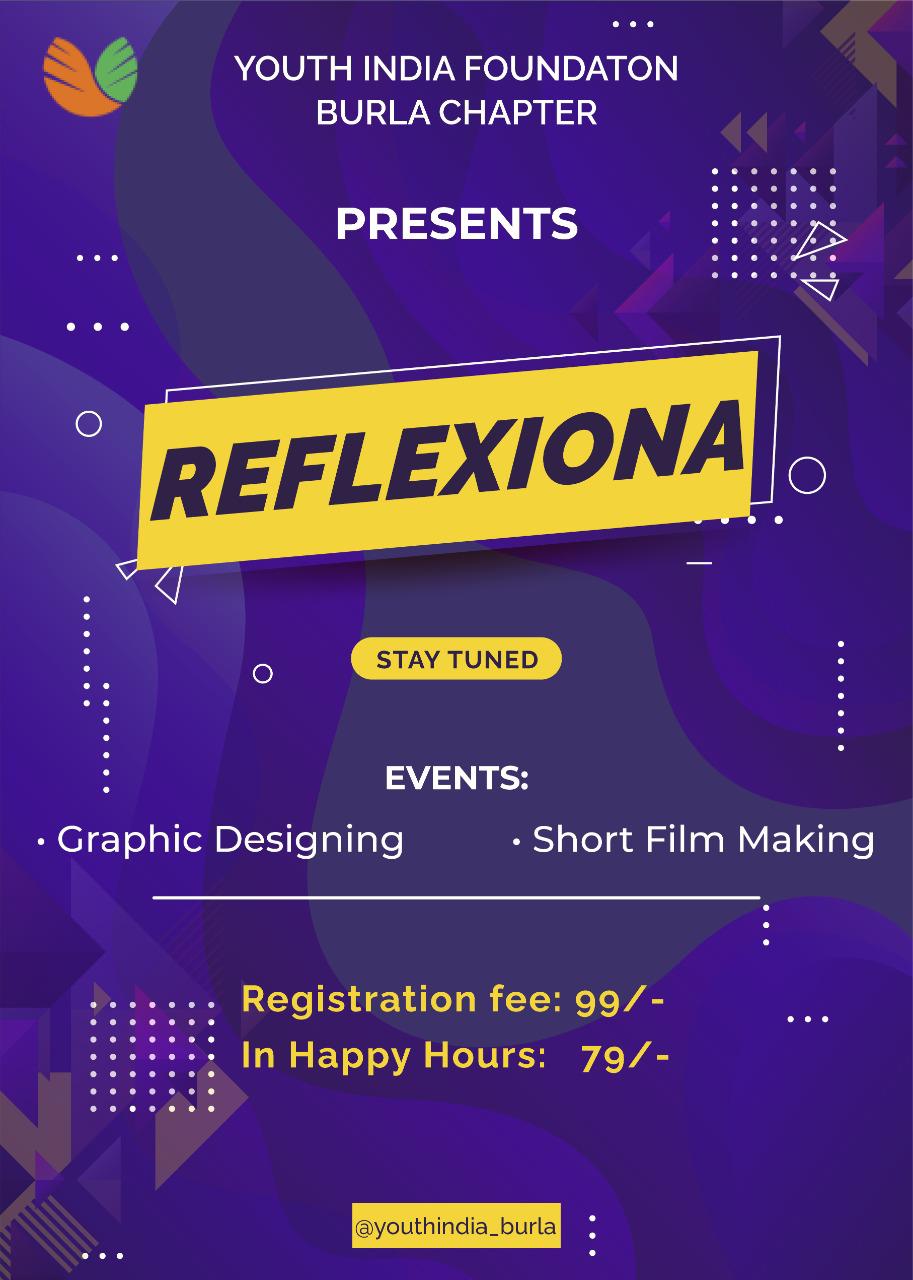 YOUTH INDIA FOUNDATON
BURLA CHAPTER
PRESENTS
REFLEXIONA
STAY TUNED
EVENTS:
• Graphic Designing • Short Film Making
Registration fee: 99/-
In Happy Hours: 79/-
@youthindia_burla